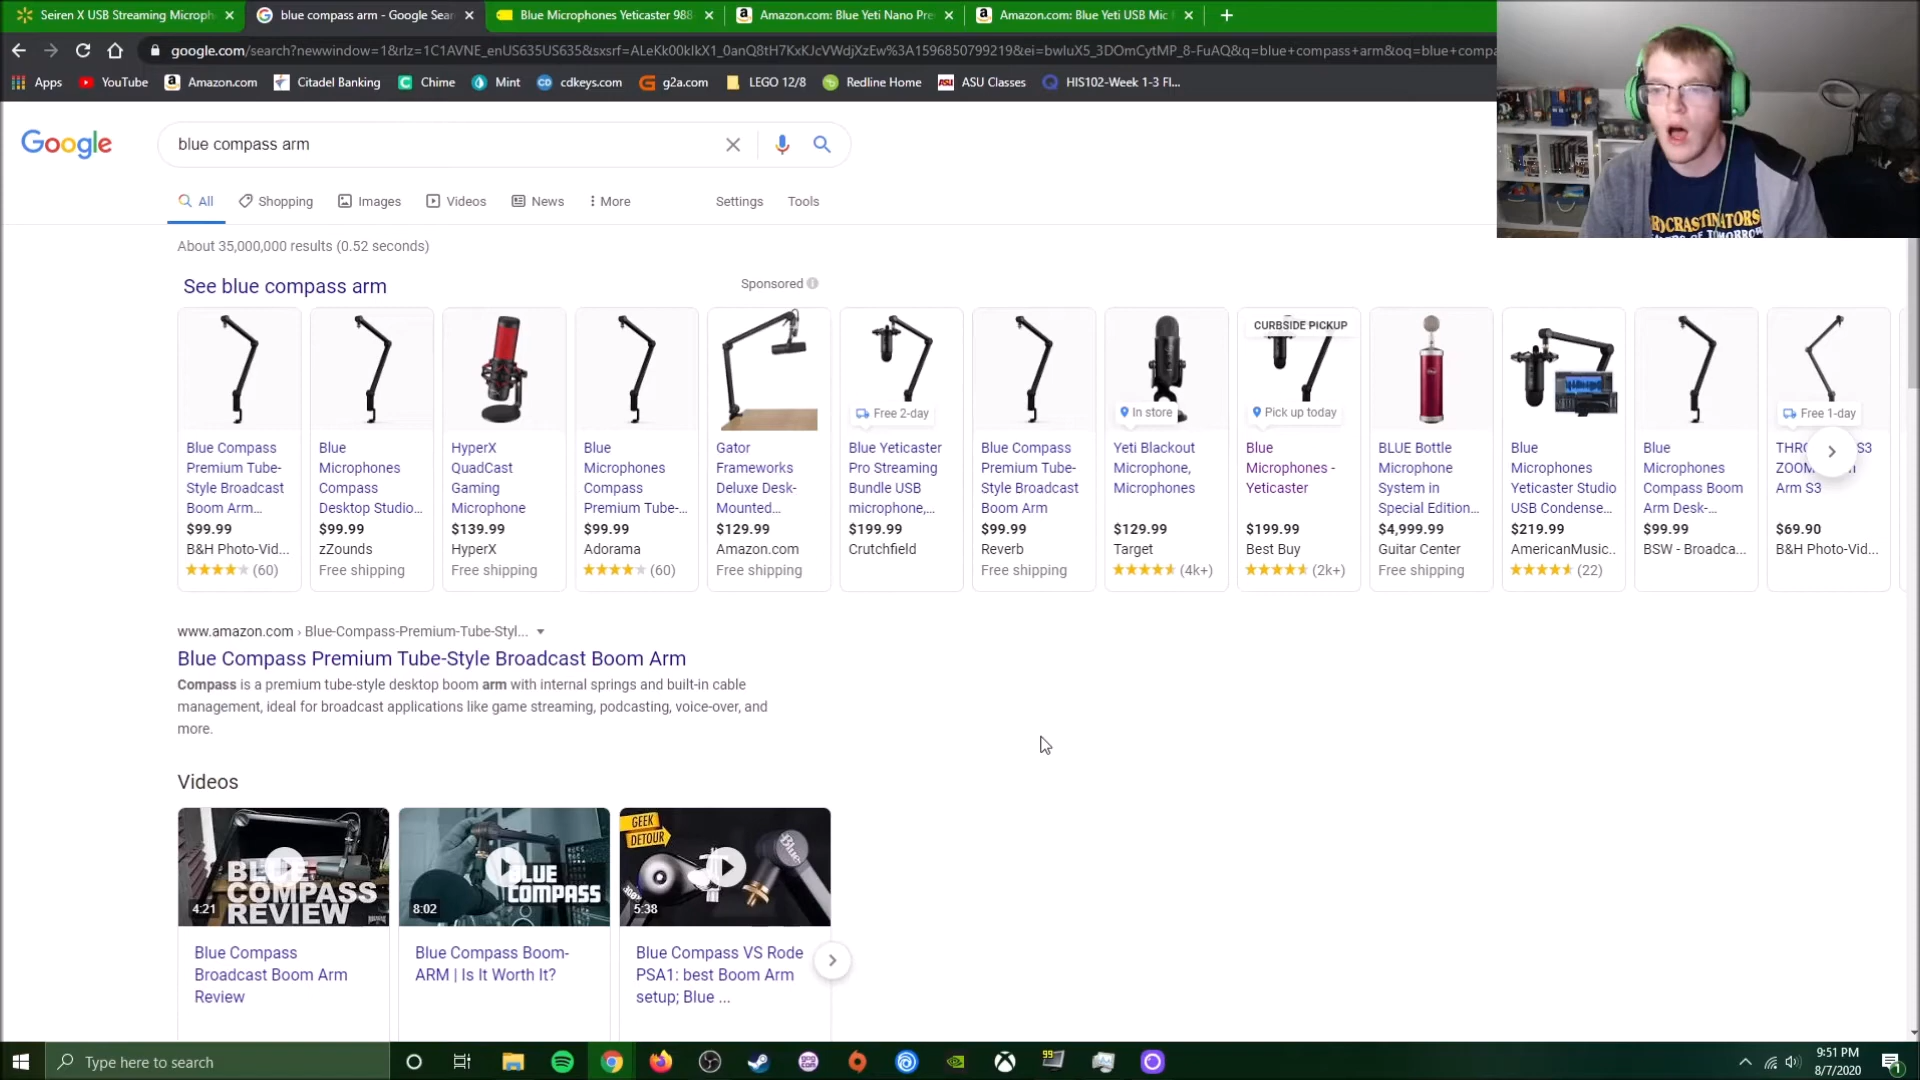 Seiren X USB Streaming Microph
blue compass arm - Google Sear
Blue Microphones Yeticaster 988
Amazon.com: Blue Yeti Nano Pre
Amazon.com: Blue Yeti USB Mic
google.com/search?newwindow=1&rlz=1C1AVNE_enUS635US635&sxsrf=ALeKk00kIkX1_0anQ8tH7KxKJcVWdjXzEw%3A1596850799219&ei=bwluX5_3DOmCytMP_8-FuAQ&q=blue+compass+arm&oq=blue+compa
Apps YouTube Amazon.com Citadel Banking Chime Mint cdkeys.com g2a.com LEGO 12/8 Redline Home ASU Classes HIS102-Week 1-3 Fl...
Google
blue compass arm
All Shopping Images Videos News More Settings Tools
About 35,000,000 results (0.52 seconds)
See blue compass arm
Sponsored
Blue Compass
Premium Tube-
Style Broadcast
Boom Arm...
$99.99
B&H Photo-Vid...
(60)
Blue
Microphones
Compass
Desktop Studio...
$99.99
zZounds
Free shipping
HyperX
QuadCast
Gaming
Microphone
$139.99
HyperX
Free shipping
Blue
Microphones
Compass
Premium Tube-...
$99.99
Adorama
(60)
Gator
Frameworks
Deluxe Desk-
Mounted...
$129.99
Amazon.com
Free shipping
Free 2-day
Blue Yeticaster
Pro Streaming
Bundle USB
microphone,...
$199.99
Crutchfield
Blue Compass
Premium Tube-
Style Broadcast
Boom Arm
$99.99
Reverb
Free shipping
In store
Yeti Blackout
Microphone,
Microphones
$129.99
Target
(4k+)
CURBSIDE PICKUP
Pick up today
Blue
Microphones -
Yeticaster
$199.99
Best Buy
(2k+)
BLUE Bottle
Microphone
System in
Special Edition...
$4,999.99
Guitar Center
Free shipping
Blue
Microphones
Yeticaster Studio
USB Condense...
$219.99
AmericanMusic..
(22)
Blue
Microphones
Compass Boom
Arm Desk-...
$99.99
BSW - Broadca...
Free 1-day
S3
ZOOM
Arm S3
$69.90
B&H Photo-Vid...
www.amazon.com › Blue-Compass-Premium-Tube-Styl...
Blue Compass Premium Tube-Style Broadcast Boom Arm
Compass is a premium tube-style desktop boom arm with internal springs and built-in cable
management, ideal for broadcast applications like game streaming, podcasting, voice-over, and
more.
Videos
BLUE
COMPASS
REVIEW
4:21
Blue Compass
Broadcast Boom Arm
Review
BLUE
COMPASS
8:02
Blue Compass Boom-
ARM | Is It Worth It?
GEEK
DETOUR
Blue
5:38
Blue Compass VS Rode
PSA1: best Boom Arm
setup; Blue ...
Type here to search
99
9:51 PM
8/7/2020
1